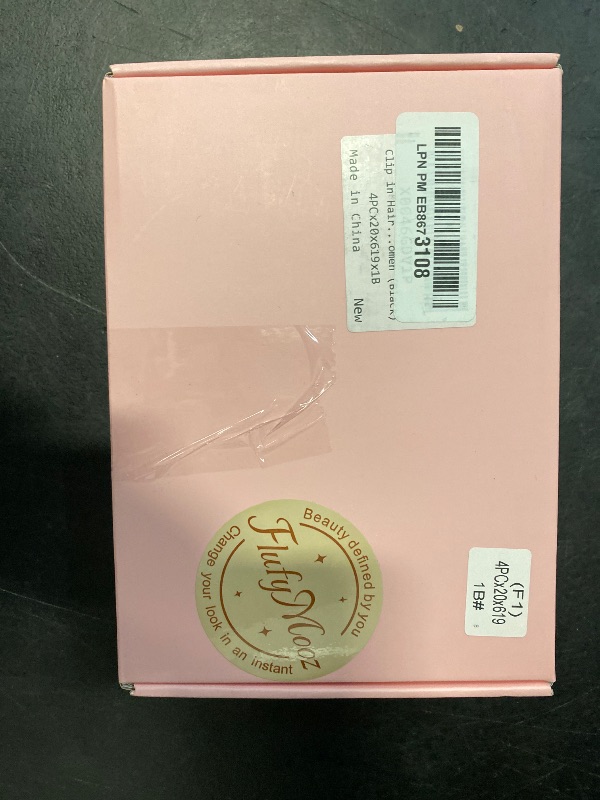 LPN PM EB8673108
Clip in Hair...omen (Black)
4PCx20x619x1B
Made in China
New
(F1)
4PCx20x619
1B#
Beauty defined by you
FlufyMooz
Change your look in an instant